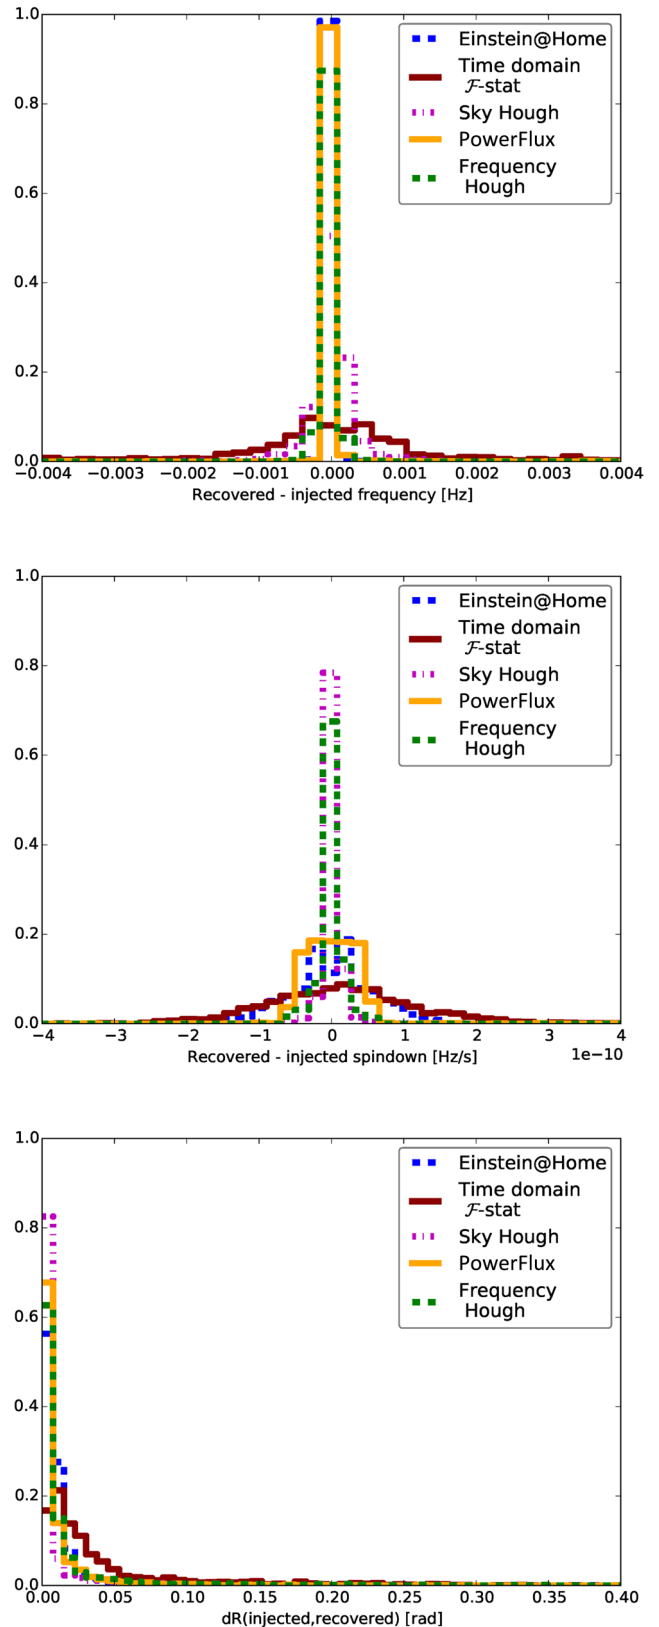 1.0
0.8
0.6
0.4
0.2
0.0
Einstein@Home
Time domain
ℱ-stat
Sky Hough
PowerFlux
Frequency
Hough
−0.004 −0.003 −0.002 −0.001 0.000 0.001 0.002 0.003 0.004
Recovered - injected frequency [Hz]
1.0
0.8
0.6
0.4
0.2
0.0
Einstein@Home
Time domain
ℱ-stat
Sky Hough
PowerFlux
Frequency
Hough
−4 −3 −2 −1 0 1 2 3 4
Recovered - injected spindown [Hz/s] 1e−10
1.0
0.8
0.6
0.4
0.2
0.0
Einstein@Home
Time domain
ℱ-stat
Sky Hough
PowerFlux
Frequency
Hough
0.00 0.05 0.10 0.15 0.20 0.25 0.30 0.35 0.40
dR(injected,recovered) [rad]